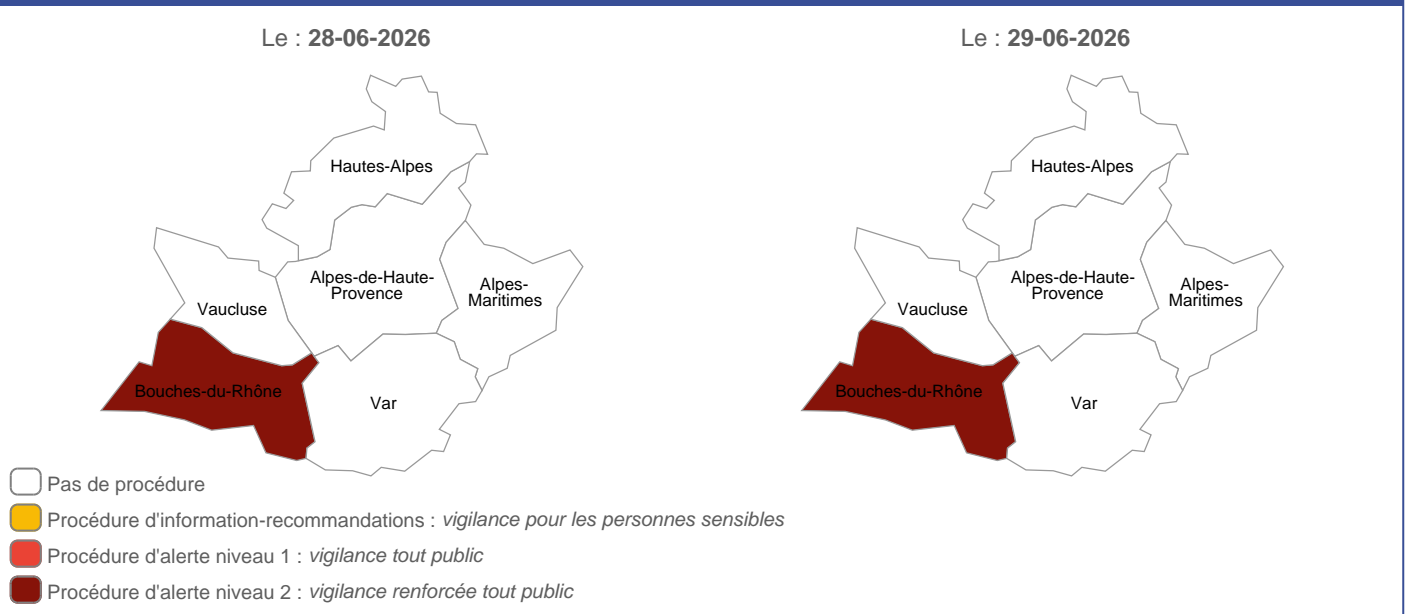 Le : 28-06-2026
Le : 29-06-2026
Hautes-Alpes
Alpes-de-Haute-
Provence
Alpes-
Maritimes
Vaucluse
Bouches-du-Rhône
Var
Hautes-Alpes
Alpes-de-Haute-
Provence
Alpes-
Maritimes
Vaucluse
Bouches-du-Rhône
Var
Pas de procédure
Procédure d'information-recommandations : vigilance pour les personnes sensibles
Procédure d'alerte niveau 1 : vigilance tout public
Procédure d'alerte niveau 2 : vigilance renforcée tout public